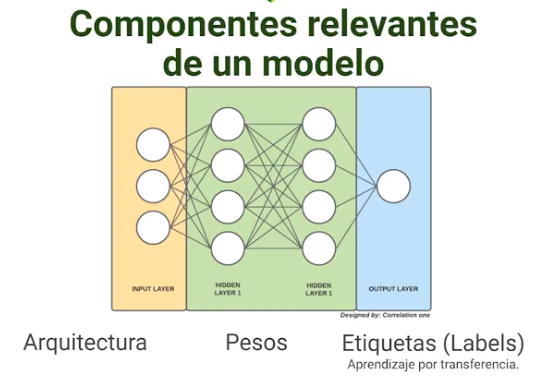 Componentes relevantes
de un modelo
INPUT LAYER
HIDDEN
LAYER 1
HIDDEN
LAYER 1
OUTPUT LAYER
Designed by: Correlation one
Arquitectura
Pesos
Etiquetas (Labels)
Aprendizaje por transferencia.